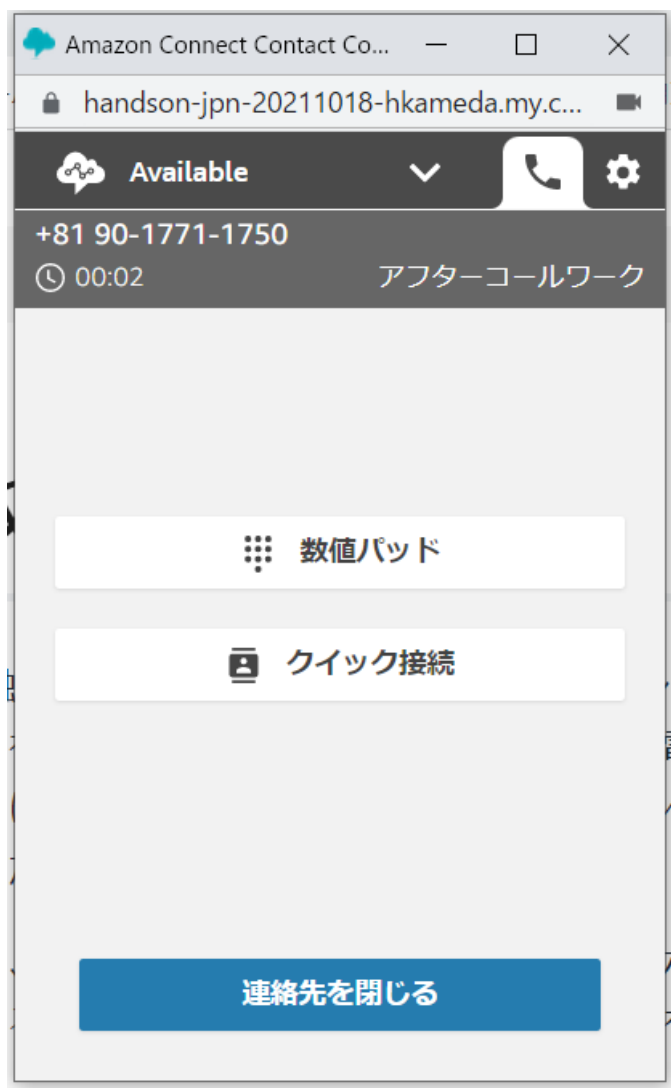 Amazon Connect Contact Co...
handson-jpn-20211018-hkameda.my.c...
Available
+81 90-1771-1750
00:02 アフターコールワーク
数値パッド
クイック接続
連絡先を閉じる